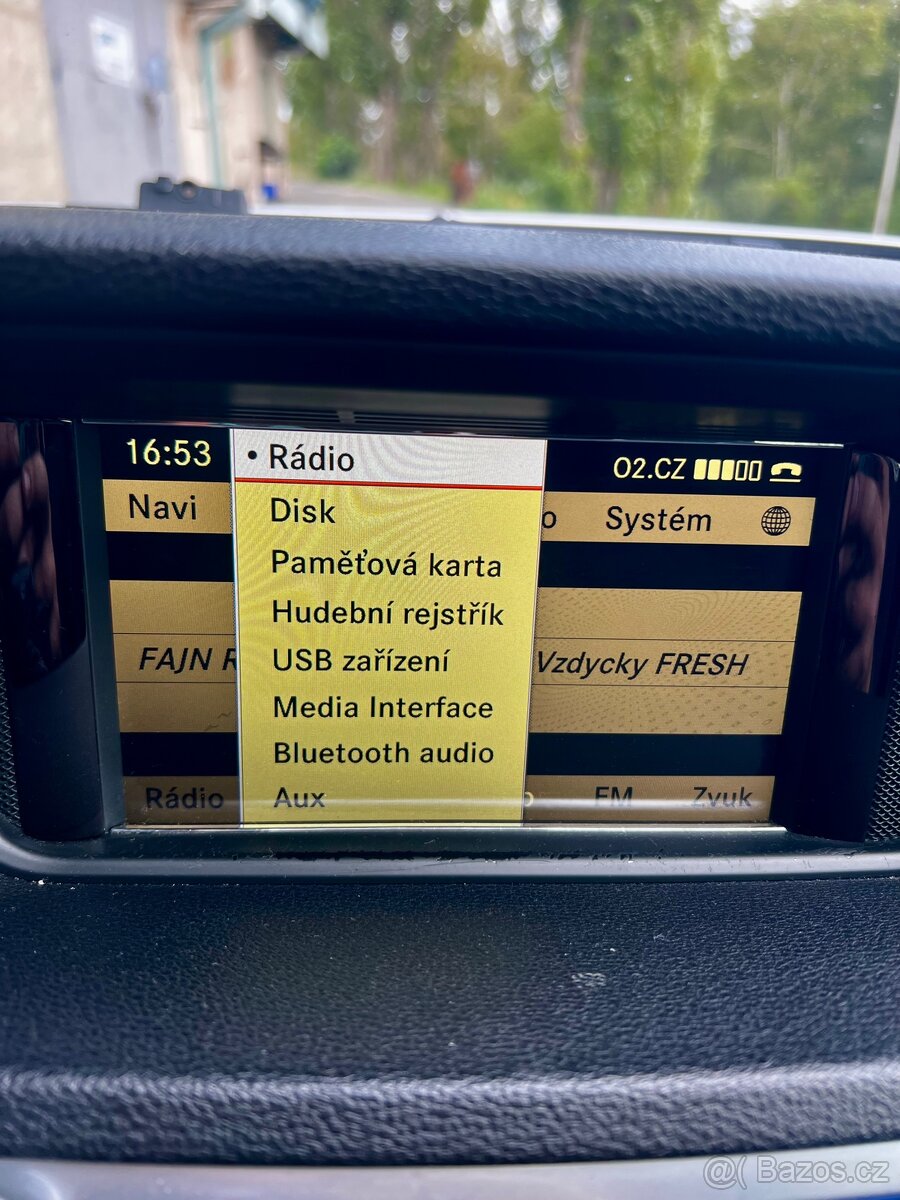 16:53
O2.CZ
Navi
Systém
• Rádio
Disk
Paměťová karta
Hudební rejstřík
USB zařízení
Media Interface
Bluetooth audio
Aux
FAJN R
Vzdycky FRESH
Rádio
FM
Zvuk
@( Bazos.cz